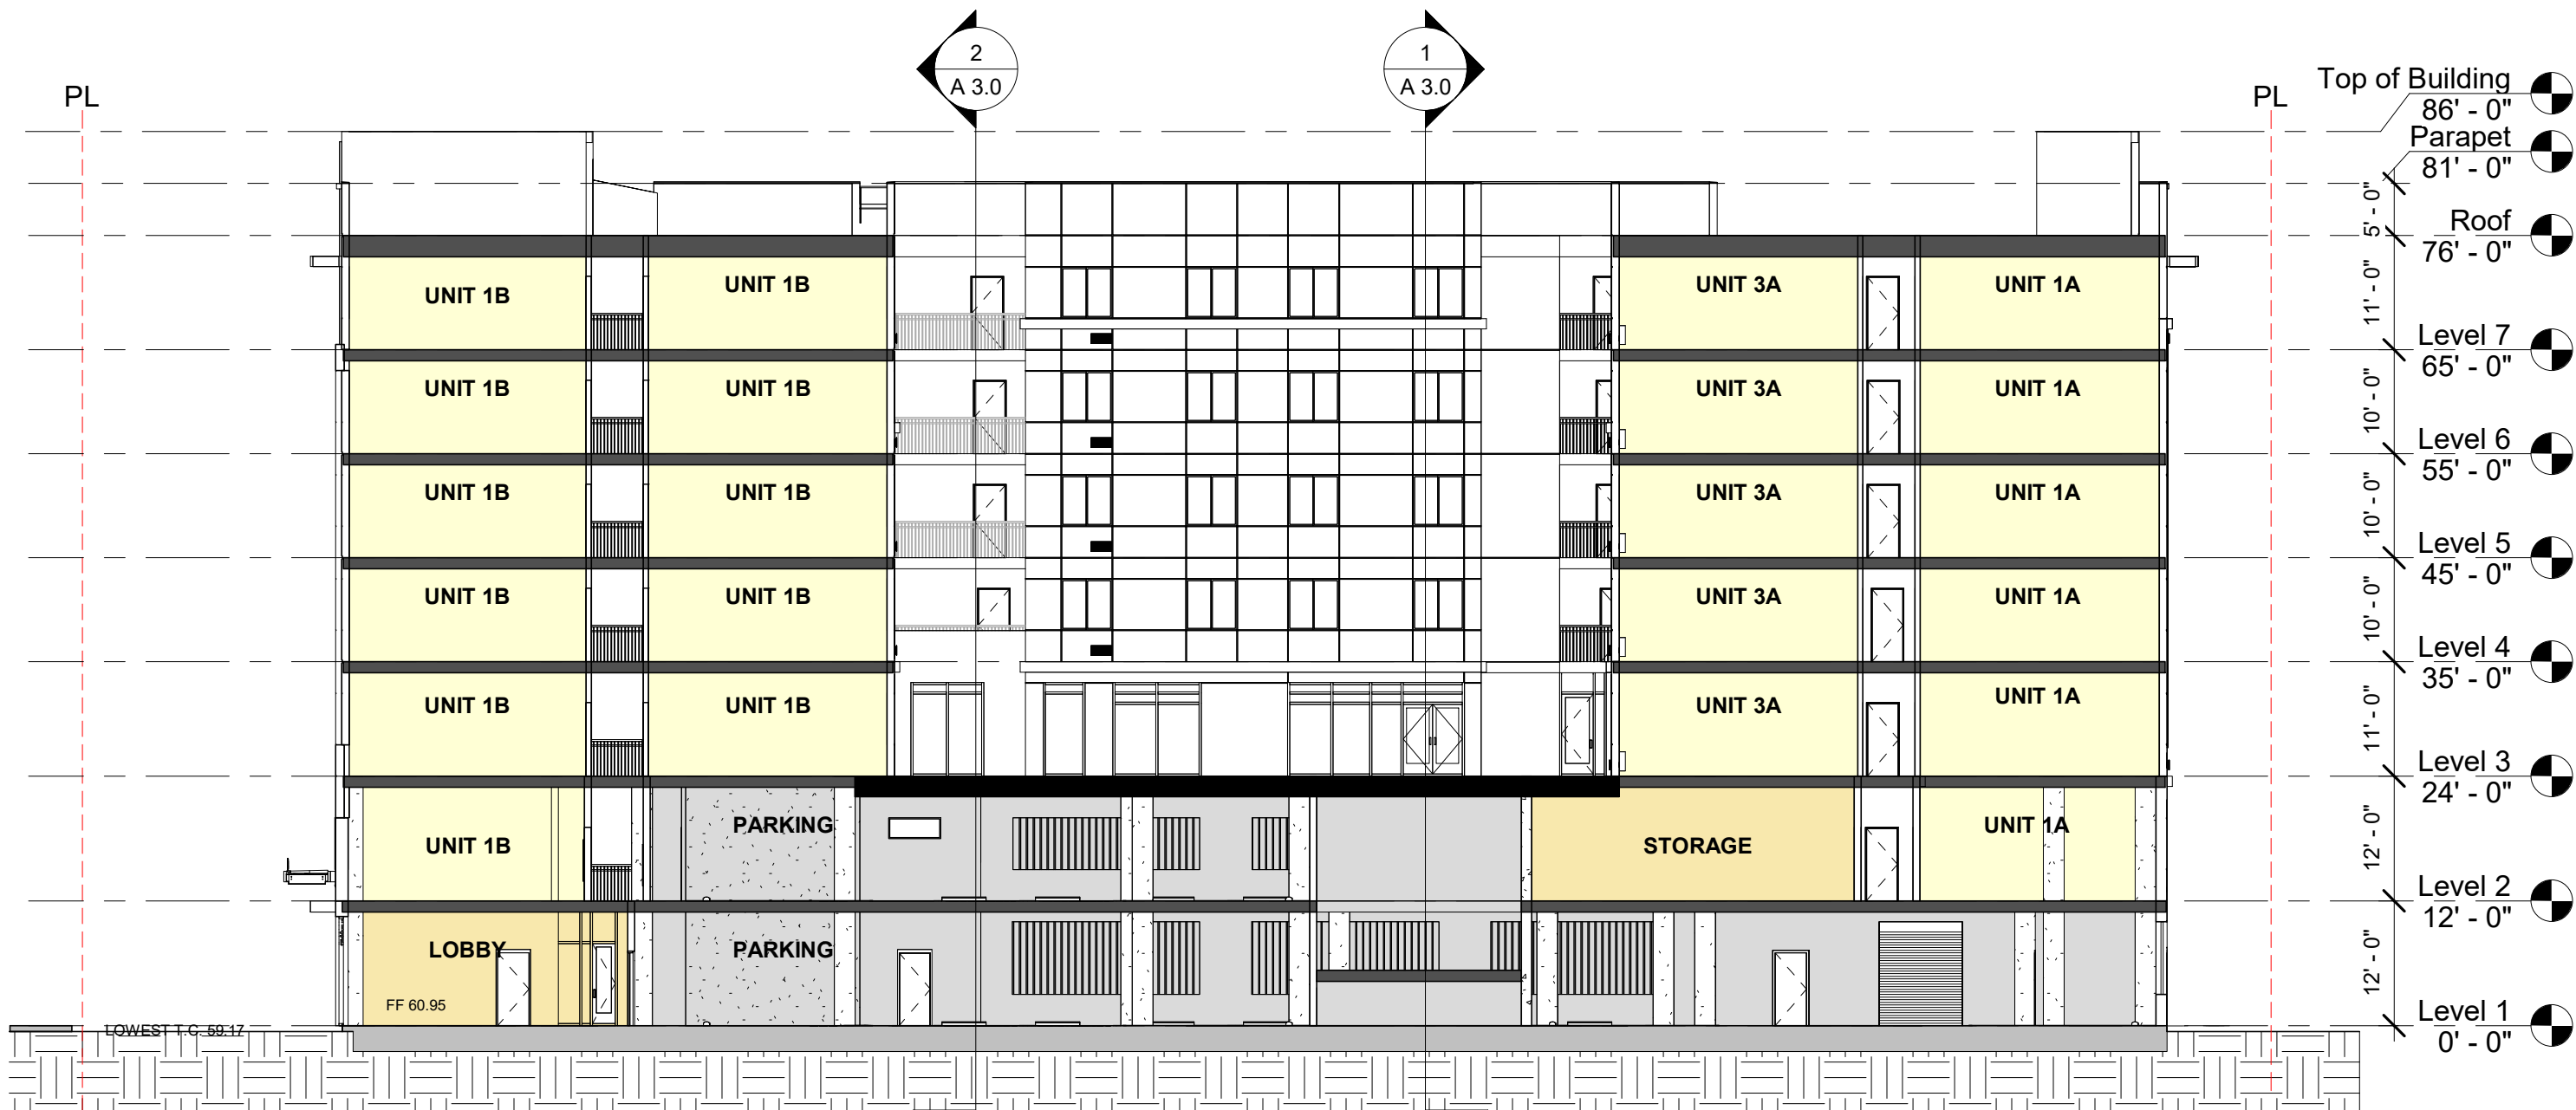 2
A 3.0
1
A 3.0
PL
PL
Top of Building
86' - 0"
Parapet
81' - 0"
5' - 0"
Roof
76' - 0"
UNIT 1B
UNIT 1B
UNIT 3A
UNIT 1A
11' - 0"
Level 7
65' - 0"
UNIT 1B
UNIT 1B
UNIT 3A
UNIT 1A
10' - 0"
Level 6
55' - 0"
UNIT 1B
UNIT 1B
UNIT 3A
UNIT 1A
10' - 0"
Level 5
45' - 0"
UNIT 1B
UNIT 1B
UNIT 3A
UNIT 1A
10' - 0"
Level 4
35' - 0"
UNIT 1B
UNIT 1B
UNIT 3A
UNIT 1A
11' - 0"
Level 3
24' - 0"
UNIT 1B
PARKING
STORAGE
UNIT 1A
12' - 0"
Level 2
12' - 0"
LOBBY
PARKING
12' - 0"
FF 60.95
LOWEST T.C. 59.17
Level 1
0' - 0"